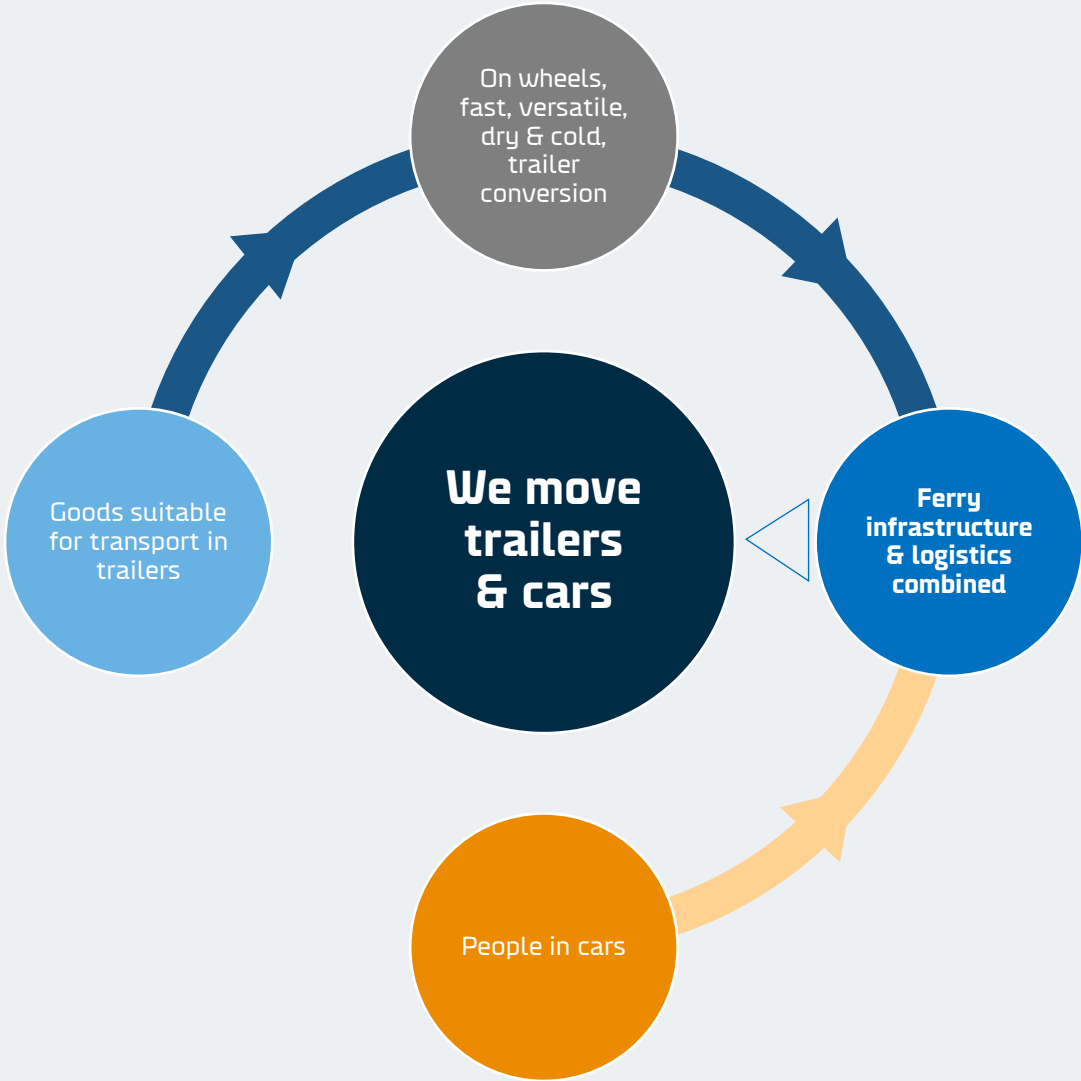 On wheels,
fast, versatile,
dry & cold,
trailer
conversion
Goods suitable
for transport in
trailers
We move
trailers
& cars
Ferry
infrastructure
& logistics
combined
People in cars